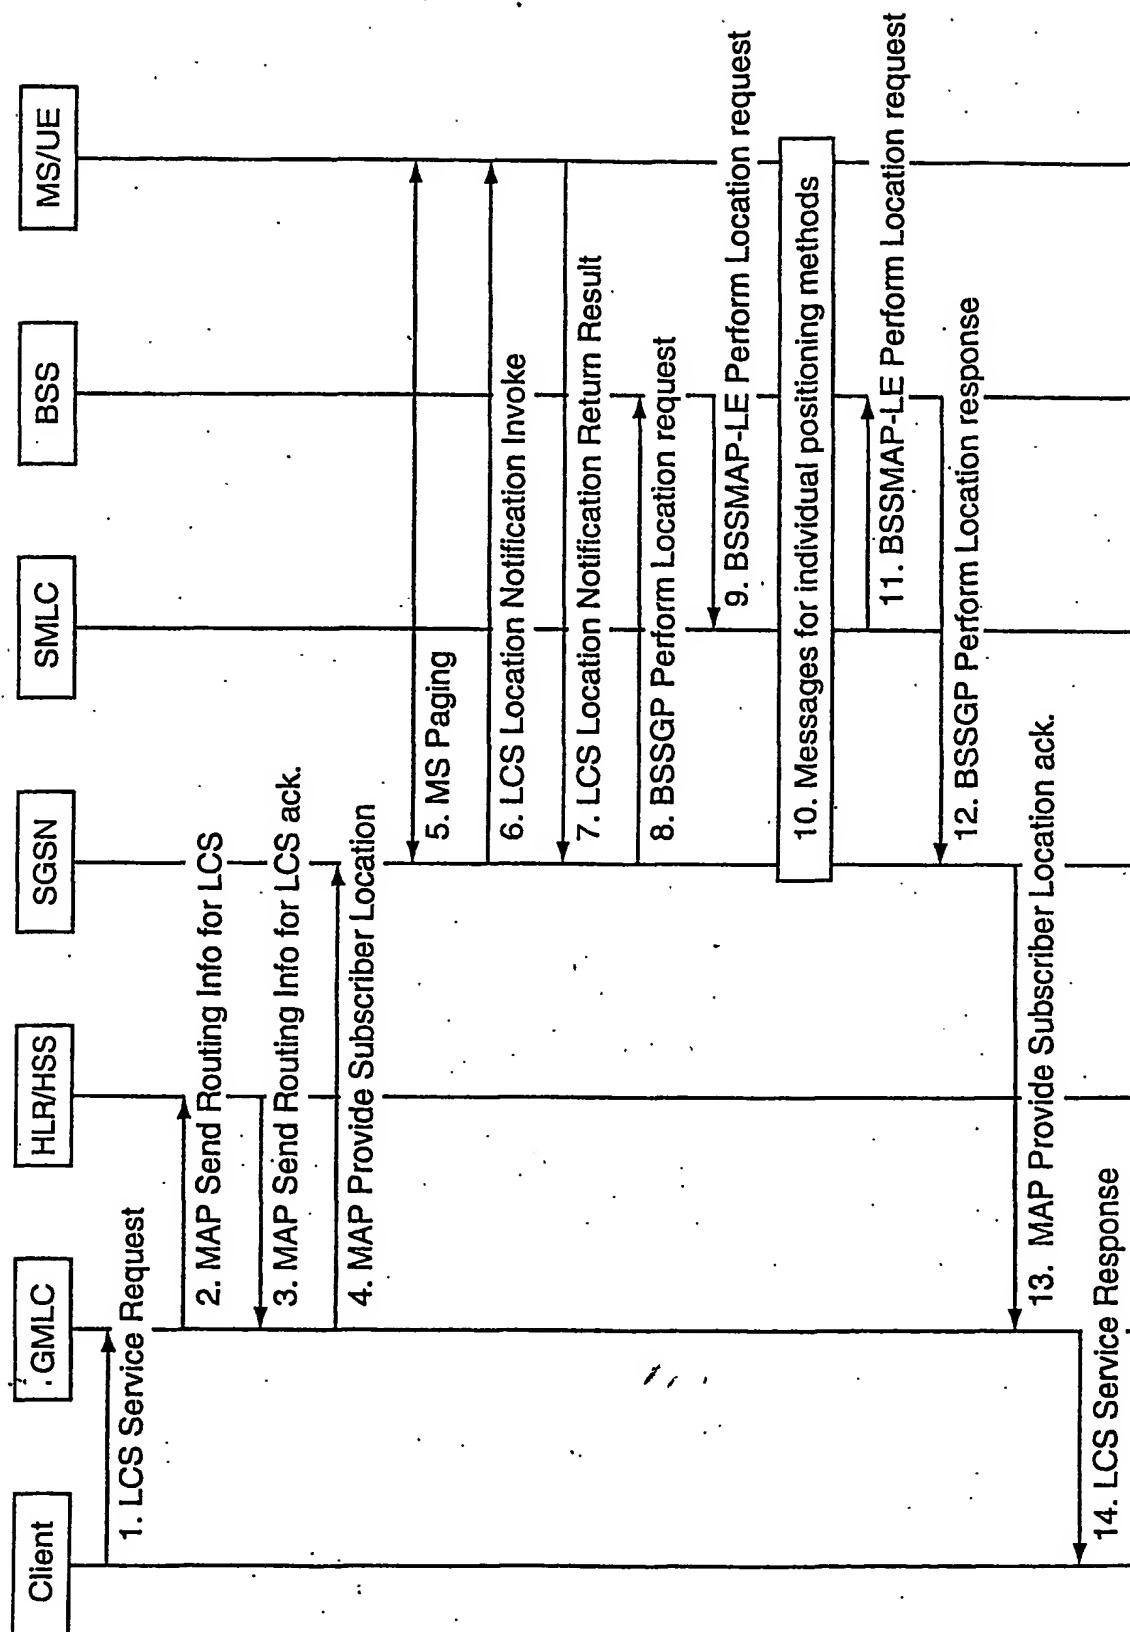 Client
GMLC
HLR/HSS
SGSN
SMLC
BSS
MS/UE
1. LCS Service Request
2. MAP Send Routing Info for LCS
3. MAP Send Routing Info for LCS ack.
4. MAP Provide Subscriber Location
5. MS Paging
6. LCS Location Notification Invoke
7. LCS Location Notification Return Result
8. BSSGP Perform Location request
9. BSSMAP-LE Perform Location request
10. Messages for individual positioning methods
11. BSSMAP-LE Perform Location request
12. BSSGP Perform Location response
13. MAP Provide Subscriber Location ack.
14. LCS Service Response